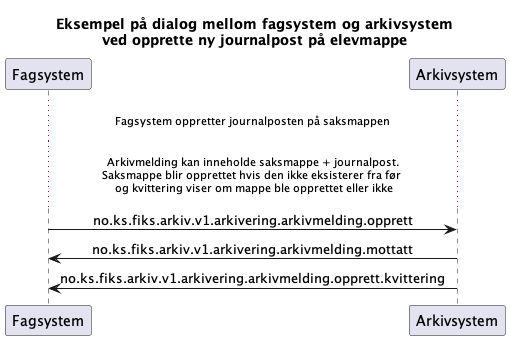 Eksempel på dialog mellom fagsystem og arkivsystem
ved opprette ny journalpost på elevmappe
Fagsystem
Arkivsystem
Fagsystem oppretter journalposten på saksmappen
Arkivmelding kan inneholde saksmappe + journalpost.
Saksmappe blir opprettet hvis den ikke eksisterer fra før
og kvittering viser om mappe ble opprettet eller ikke
no.ks.fiks.arkiv.v1.arkivering.arkivmelding.opprett
no.ks.fiks.arkiv.v1.arkivering.arkivmelding.mottatt
no.ks.fiks.arkiv.v1.arkivering.arkivmelding.opprett.kvittering
Fagsystem
Arkivsystem